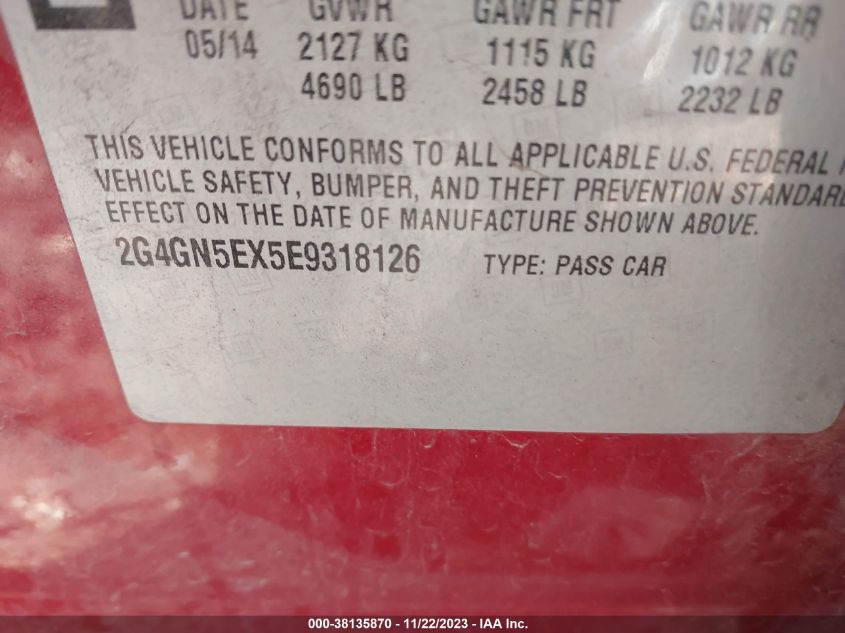 DATE GVWR GAWR FRT GAWR RR
05/14 2127 KG 1115 KG 1012 KG
4690 LB 2458 LB 2232 LB
THIS VEHICLE CONFORMS TO ALL APPLICABLE U.S. FEDERAL
VEHICLE SAFETY, BUMPER, AND THEFT PREVENTION STANDARD
EFFECT ON THE DATE OF MANUFACTURE SHOWN ABOVE.
2G4GN5EX5E9318126 TYPE: PASS CAR
000-38135870 - 11/22/2023 - IAA Inc.